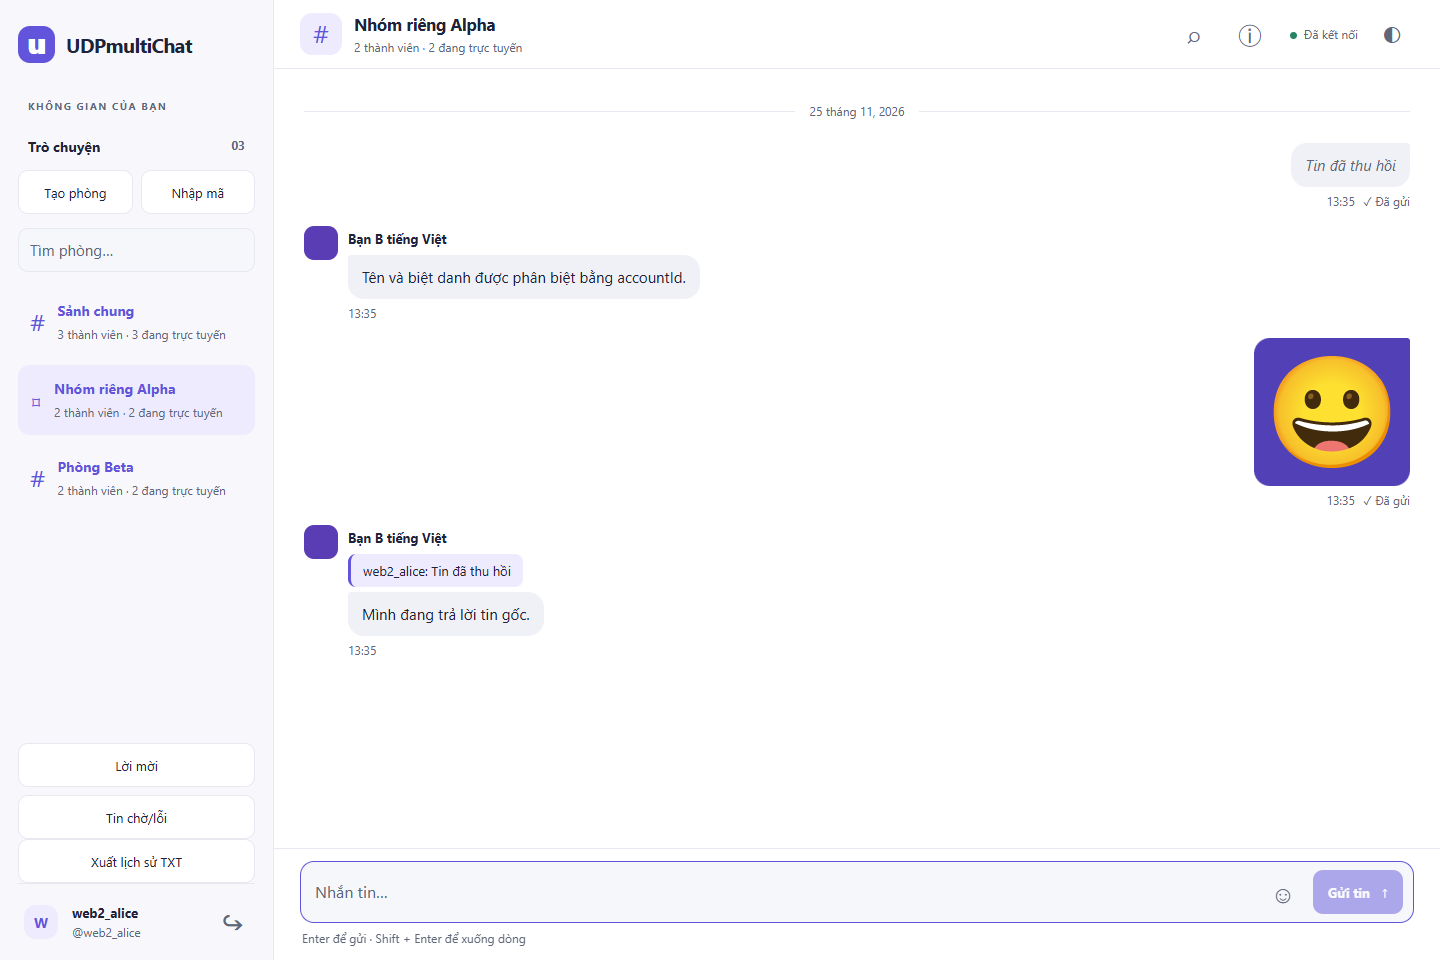 u UDPmultiChat
KHÔNG GIAN CỦA BẠN
Trò chuyện 03
Tạo phòng Nhập mã
Tìm phòng...
# Sảnh chung
3 thành viên · 3 đang trực tuyến
¤ Nhóm riêng Alpha
2 thành viên · 2 đang trực tuyến
# Phòng Beta
2 thành viên · 2 đang trực tuyến
Lời mời
Tin chờ/lỗi
Xuất lịch sử TXT
W web2_alice
@web2_alice
# Nhóm riêng Alpha
2 thành viên · 2 đang trực tuyến
Đã kết nối
25 tháng 11, 2026
Tin đã thu hồi
13:35 ✓ Đã gửi
Bạn B tiếng Việt
Tên và biệt danh được phân biệt bằng accountId.
13:35
13:35 ✓ Đã gửi
Bạn B tiếng Việt
web2_alice: Tin đã thu hồi
Mình đang trả lời tin gốc.
13:35
Nhắn tin...
Gửi tin ↑
Enter để gửi · Shift + Enter để xuống dòng